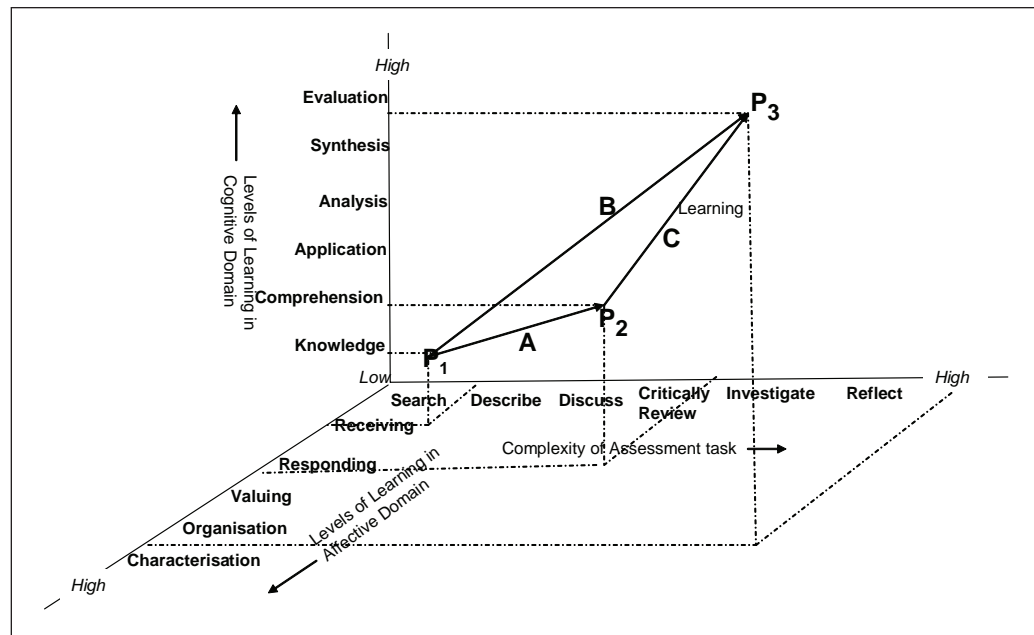 High
Evaluation
P3
Synthesis
Levels of Learning in
Cognitive Domain
Analysis
B
Learning
C
Application
Comprehension
P2
A
Knowledge
P1
Low
High
Search
Describe
Discuss
Critically
Review
Investigate
Reflect
Receiving
Complexity of Assessment task
Responding
Levels of Learning in
Affective Domain
Valuing
Organisation
Characterisation
High